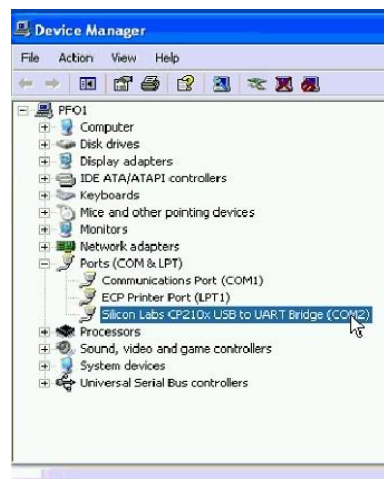 Device Manager
File Action View Help
PFO1
Computer
Disk drives
Display adapters
IDE ATA/ATAPI controllers
Keyboards
Mice and other pointing devices
Monitors
Network adapters
Ports (COM & LPT)
Communications Port (COM1)
ECP Printer Port (LPT1)
Silicon Labs CP210x USB to UART Bridge (COM2)
Processors
Sound, video and game controllers
System devices
Universal Serial Bus controllers